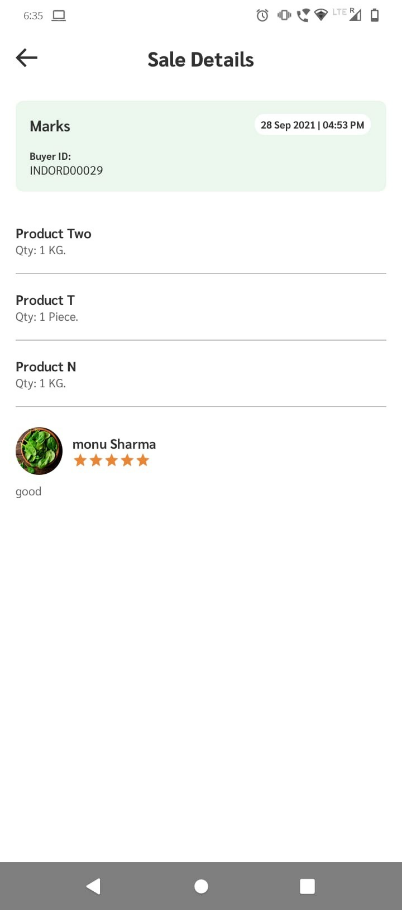 6:35
LTE R
Sale Details
Marks
28 Sep 2021 | 04:53 PM
Buyer ID:
INDORD00029
Product Two
Qty: 1 KG.
Product T
Qty: 1 Piece.
Product N
Qty: 1 KG.
monu Sharma
good